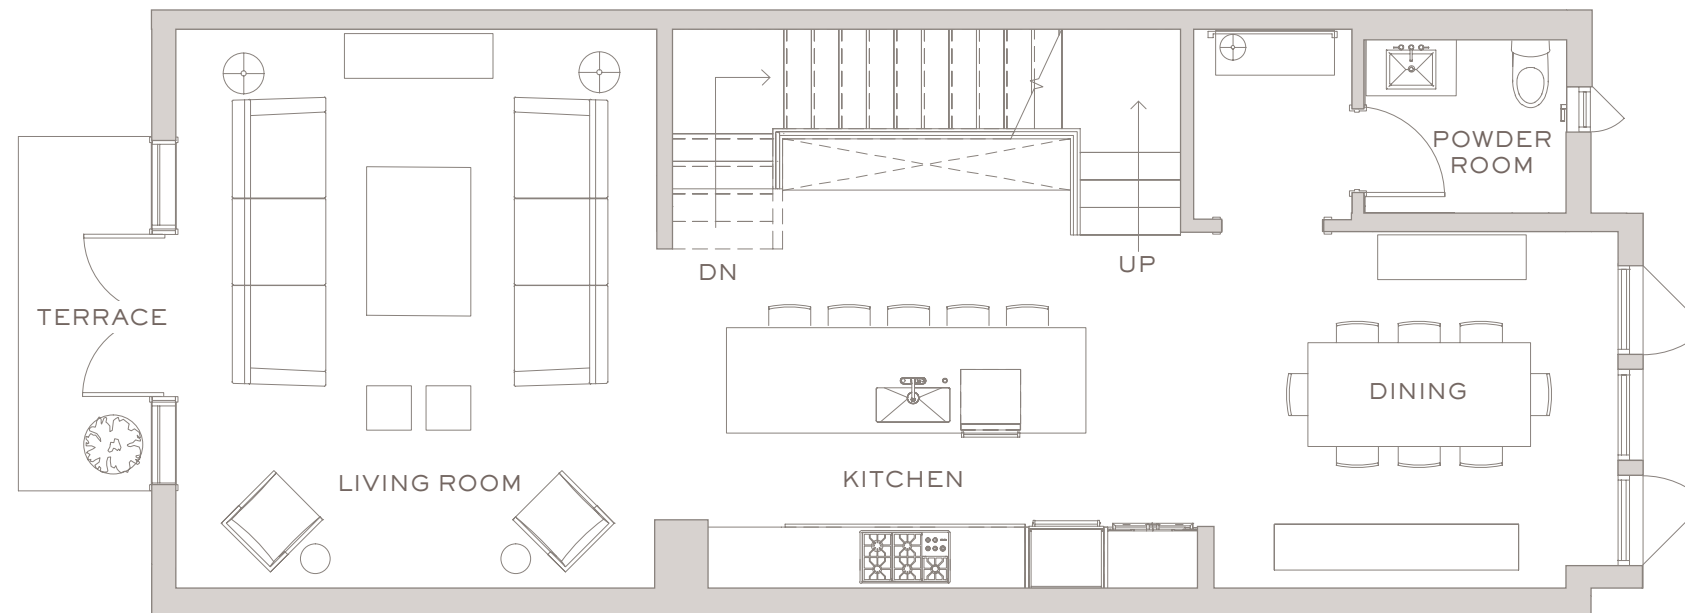 POWDER
ROOM
DN
UP
TERRACE
DINING
LIVING ROOM
KITCHEN